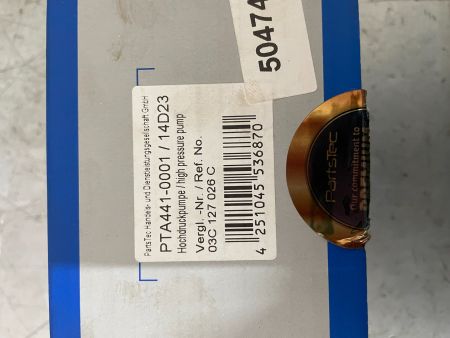 50474
PartsTec Handels- und Dienstleistungsgesellschaft GmbH
PTA441-0001 / 14D23
Hochdruckpumpe / high pressure pump
Vergl. -Nr. / Ref. No.
03C 127 026 C
4 251045 536870
PartsTec
Our commitment to
PREMIUM